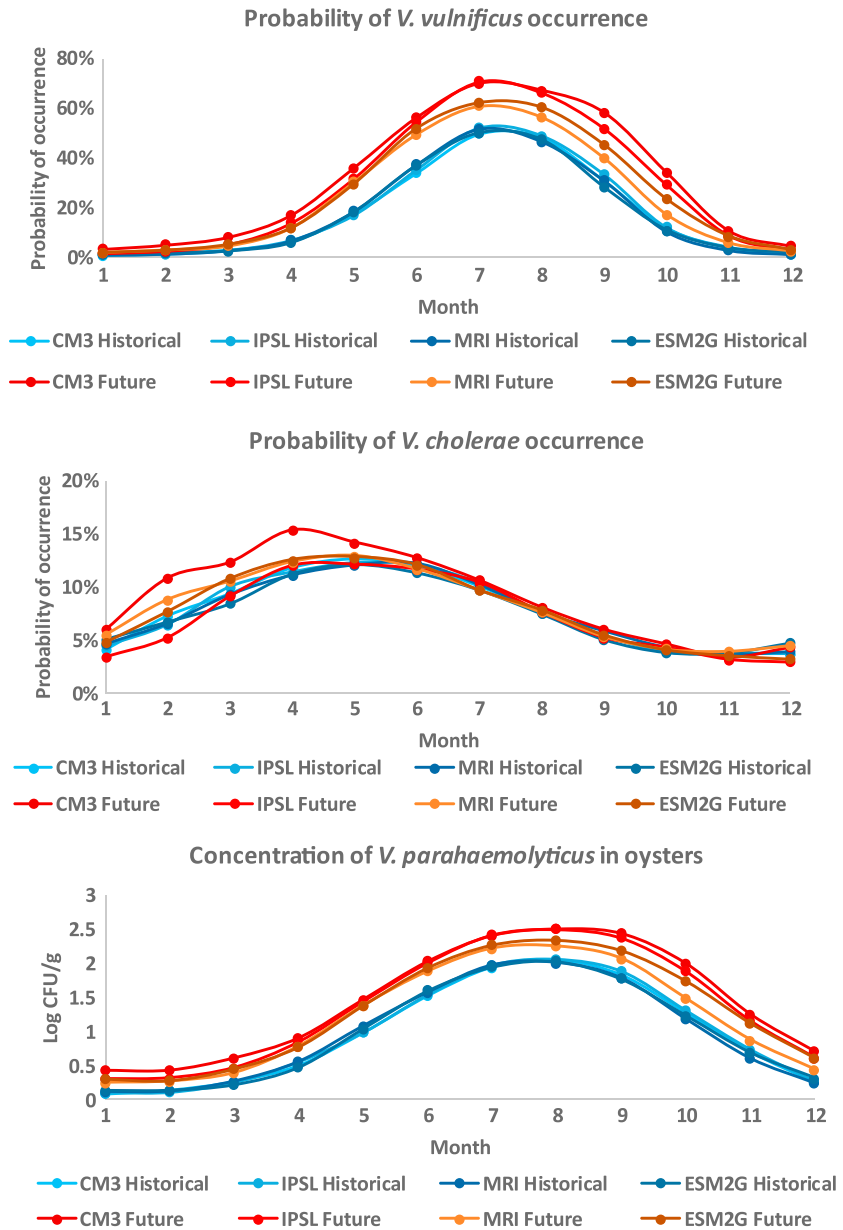 Probability of V. vulnificus occurrence
Probability of occurrence
80%
60%
40%
20%
0%
1 2 3 4 5 6 7 8 9 10 11 12
Month
CM3 Historical IPSL Historical MRI Historical ESM2G Historical
CM3 Future IPSL Future MRI Future ESM2G Future
Probability of V. cholerae occurrence
Probability of occurrence
20%
15%
10%
5%
0%
1 2 3 4 5 6 7 8 9 10 11 12
Month
CM3 Historical IPSL Historical MRI Historical ESM2G Historical
CM3 Future IPSL Future MRI Future ESM2G Future
Concentration of V. parahaemolyticus in oysters
Log CFU/g
3
2.5
2
1.5
1
0.5
0
1 2 3 4 5 6 7 8 9 10 11 12
Month
CM3 Historical IPSL Historical MRI Historical ESM2G Historical
CM3 Future IPSL Future MRI Future ESM2G Future